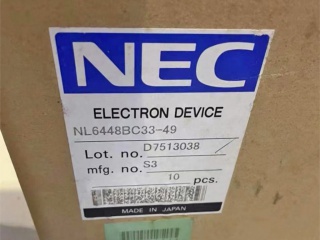 NEC
ELECTRON DEVICE
NL6448BC33-49
Lot. no. D7513038
mfg. no. S3
10 pcs.
MADE IN JAPAN